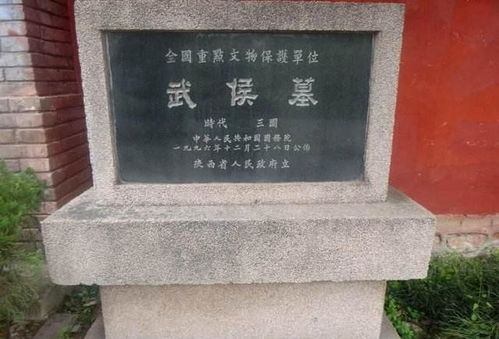 全國重點文物保護單位
武侯墓
時代 三國
中華人民共和國國務院
一九九六年十二月二十八日公佈
陝西省人民政府立